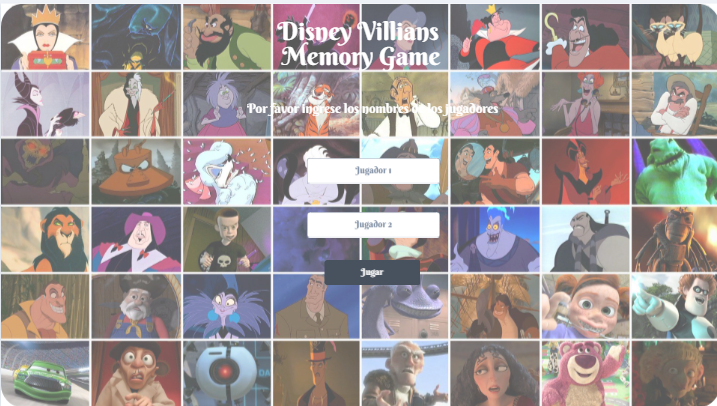 Disney Villians
Memory Game
Por favor ingrese los nombres de los Jugadores
Jugador 1
Jugador 2
Jugar